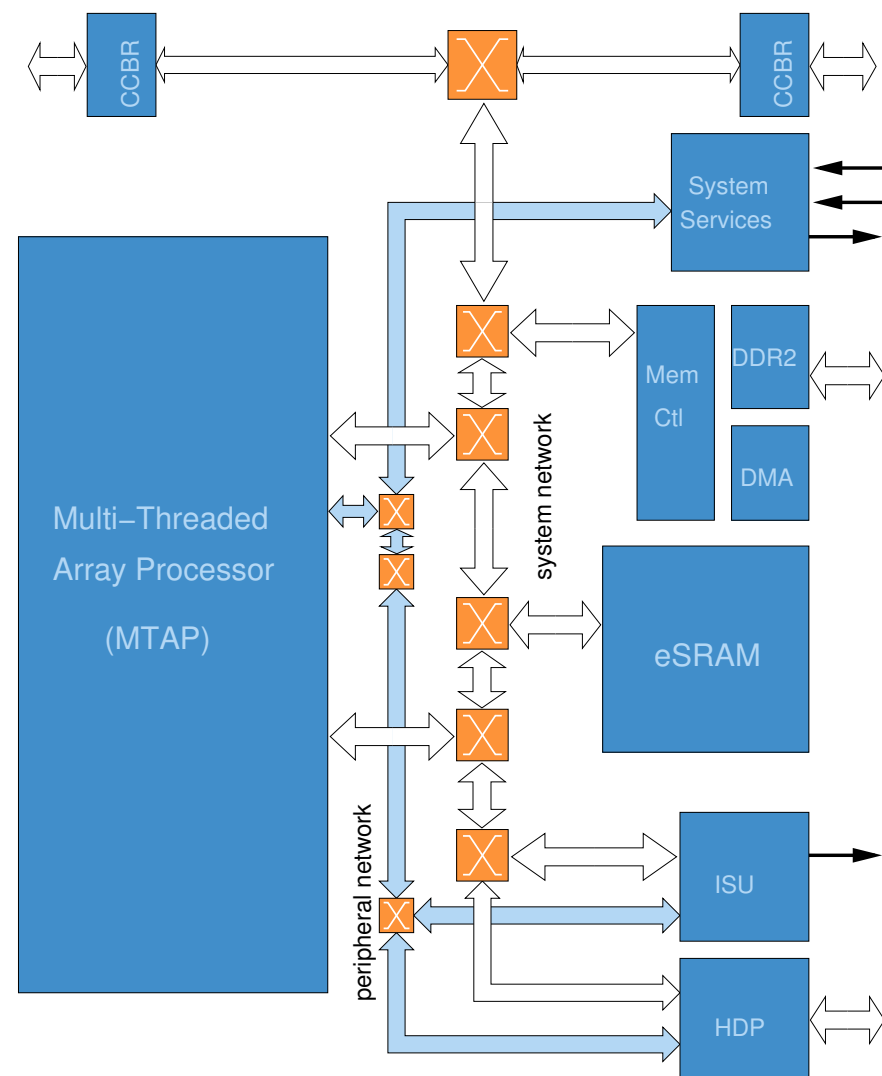 CCBR
CCBR
System
Services
Mem
Ctl
DDR2
DMA
system network
Multi−Threaded
Array Processor
(MTAP)
eSRAM
peripheral network
ISU
HDP